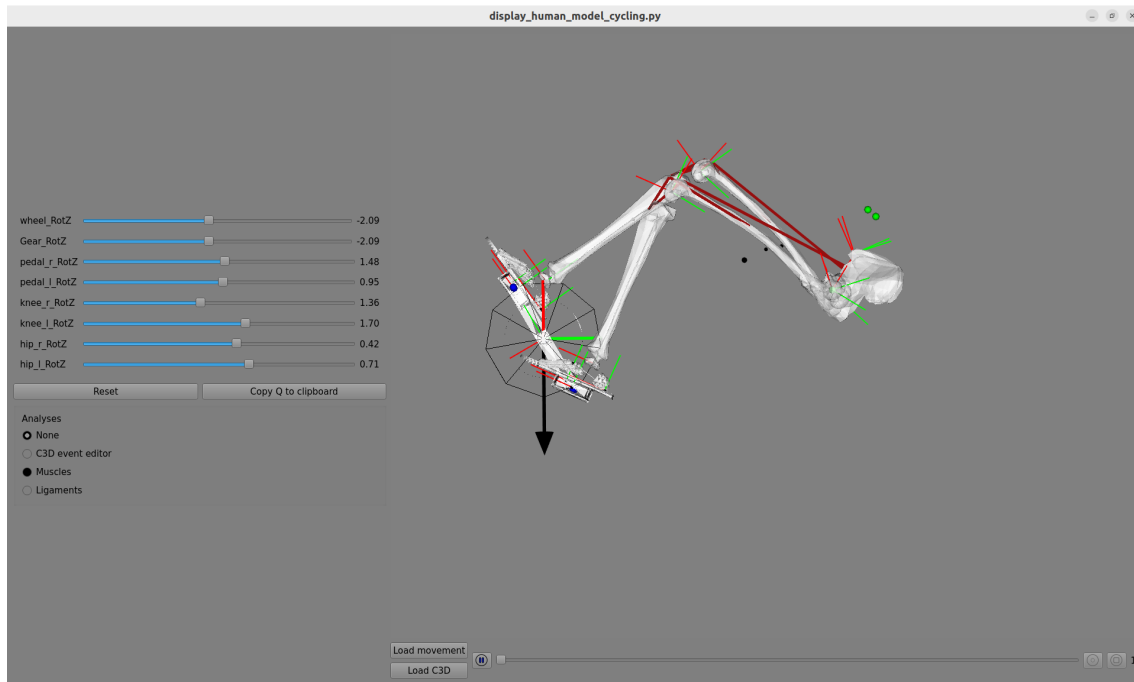 display_human_model_cycling.py
wheel_RotZ -2.09
Gear_RotZ -2.09
pedal_r_RotZ 1.48
pedal_l_RotZ 0.95
knee_r_RotZ 1.36
knee_l_RotZ 1.70
hip_r_RotZ 0.42
hip_l_RotZ 0.71
Reset Copy Q to clipboard
Analyses
None
C3D event editor
Muscles
Ligaments
Load movement
Load C3D